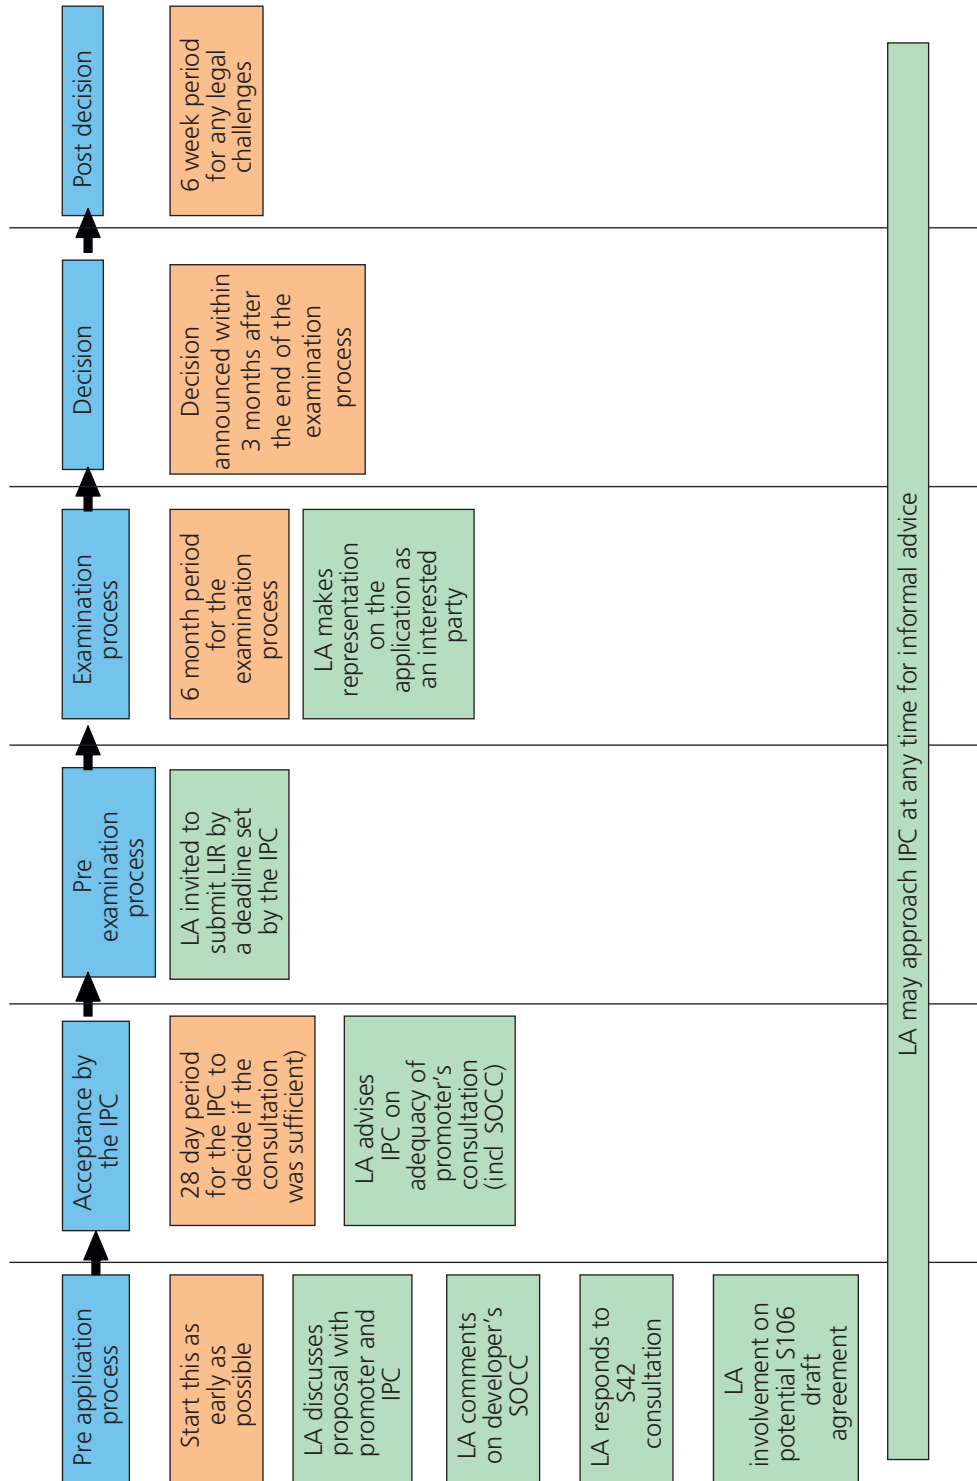 Pre application
process
Start this as
early as
possible
LA discusses
proposal with
promoter and
IPC
LA comments
on developer's
SOCC
LA responds to
S42
consultation
LA
involvement on
potential S106
draft
agreement
Acceptance by
the IPC
28 day period
for the IPC to
decide if the
consultation
was sufficient)
LA advises
IPC on
adequacy of
promoter's
consultation
(incl SOCC)
Pre
examination
process
LA invited to
submit LIR by
a deadline set
by the IPC
Examination
process
6 month period
for the
examination
process
LA makes
representation
on the
application as
an interested
party
Decision
Decision
announced within
3 months after
the end of the
examination
process
Post decision
6 week period
for any legal
challenges
LA may approach IPC at any time for informal advice